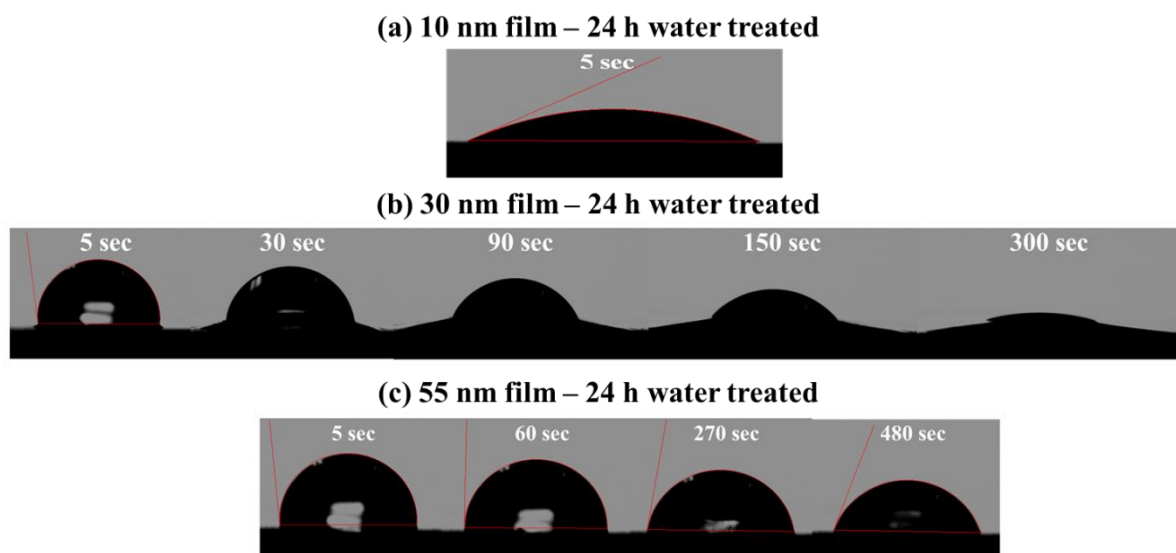 (a) 10 nm film – 24 h water treated
5 sec
(b) 30 nm film – 24 h water treated
5 sec 30 sec 90 sec 150 sec 300 sec
(c) 55 nm film – 24 h water treated
5 sec 60 sec 270 sec 480 sec